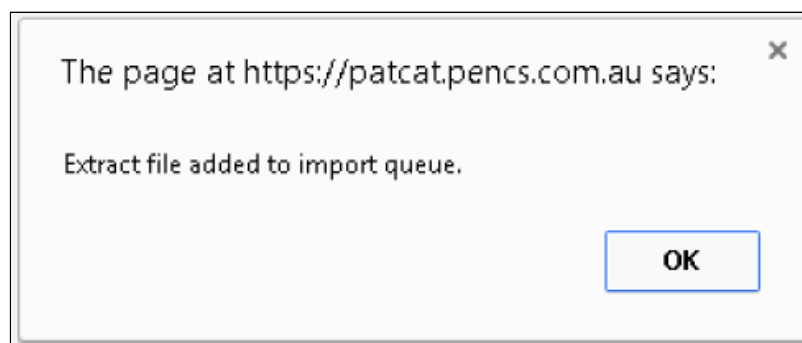 The page at https://patcat.pencs.com.au says:
Extract file added to import queue.
OK